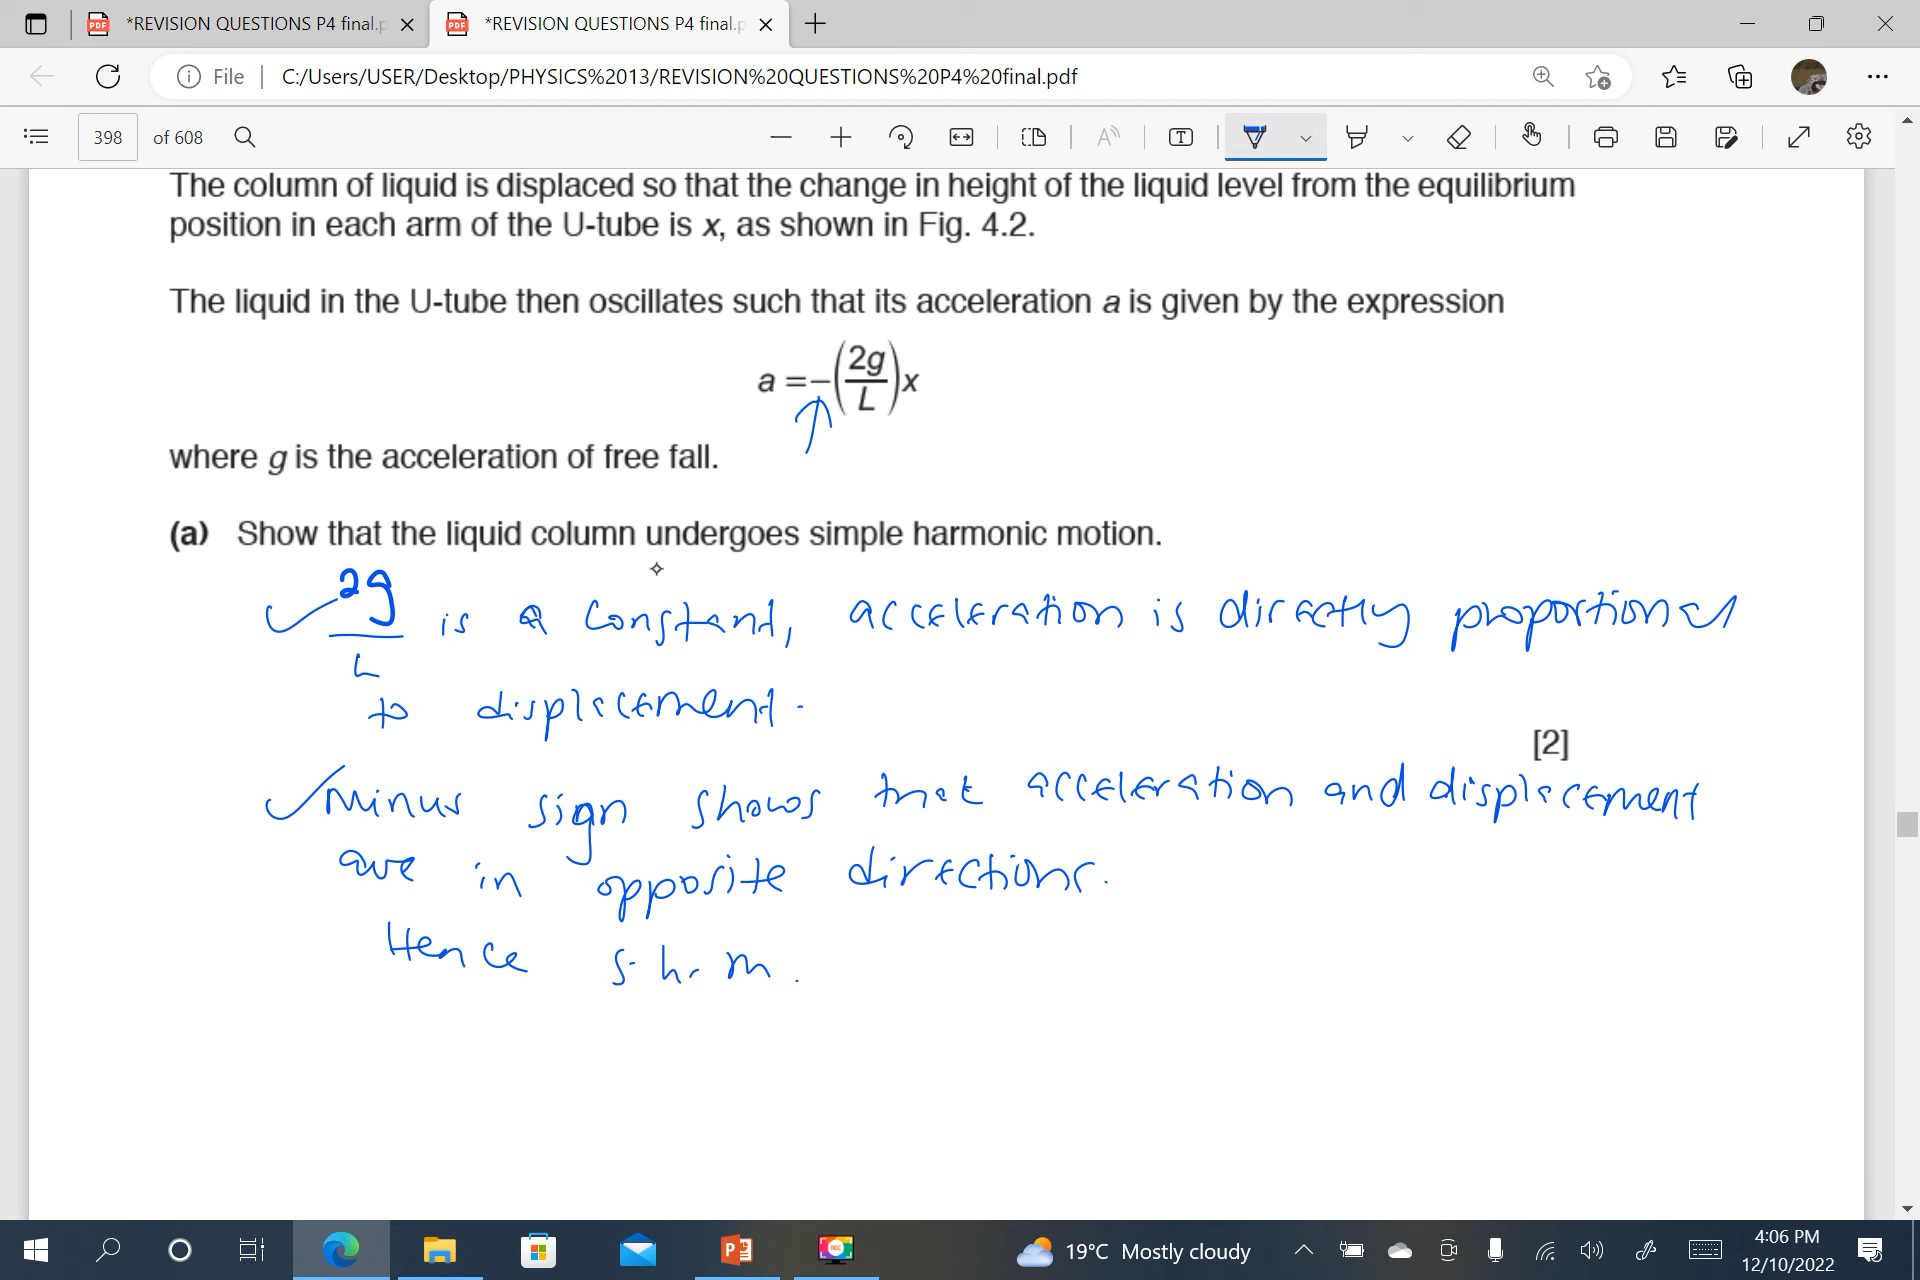 *REVISION QUESTIONS P4 final.p
*REVISION QUESTIONS P4 final.p
File
C:/Users/USER/Desktop/PHYSICS%2013/REVISION%20QUESTIONS%20P4%20final.pdf
398 of 608
The column of liquid is displaced so that the change in height of the liquid level from the equilibrium
position in each arm of the U-tube is x, as shown in Fig. 4.2.
The liquid in the U-tube then oscillates such that its acceleration a is given by the expression
a = −(2g/L)x
where g is the acceleration of free fall.
(a) Show that the liquid column undergoes simple harmonic motion.
2g/L is a constant, acceleration is directly proportional
to displacement.
[2]
minus sign shows that acceleration and displacement
are in opposite directions.
Hence s.h.m.
19°C Mostly cloudy
4:06 PM
12/10/2022